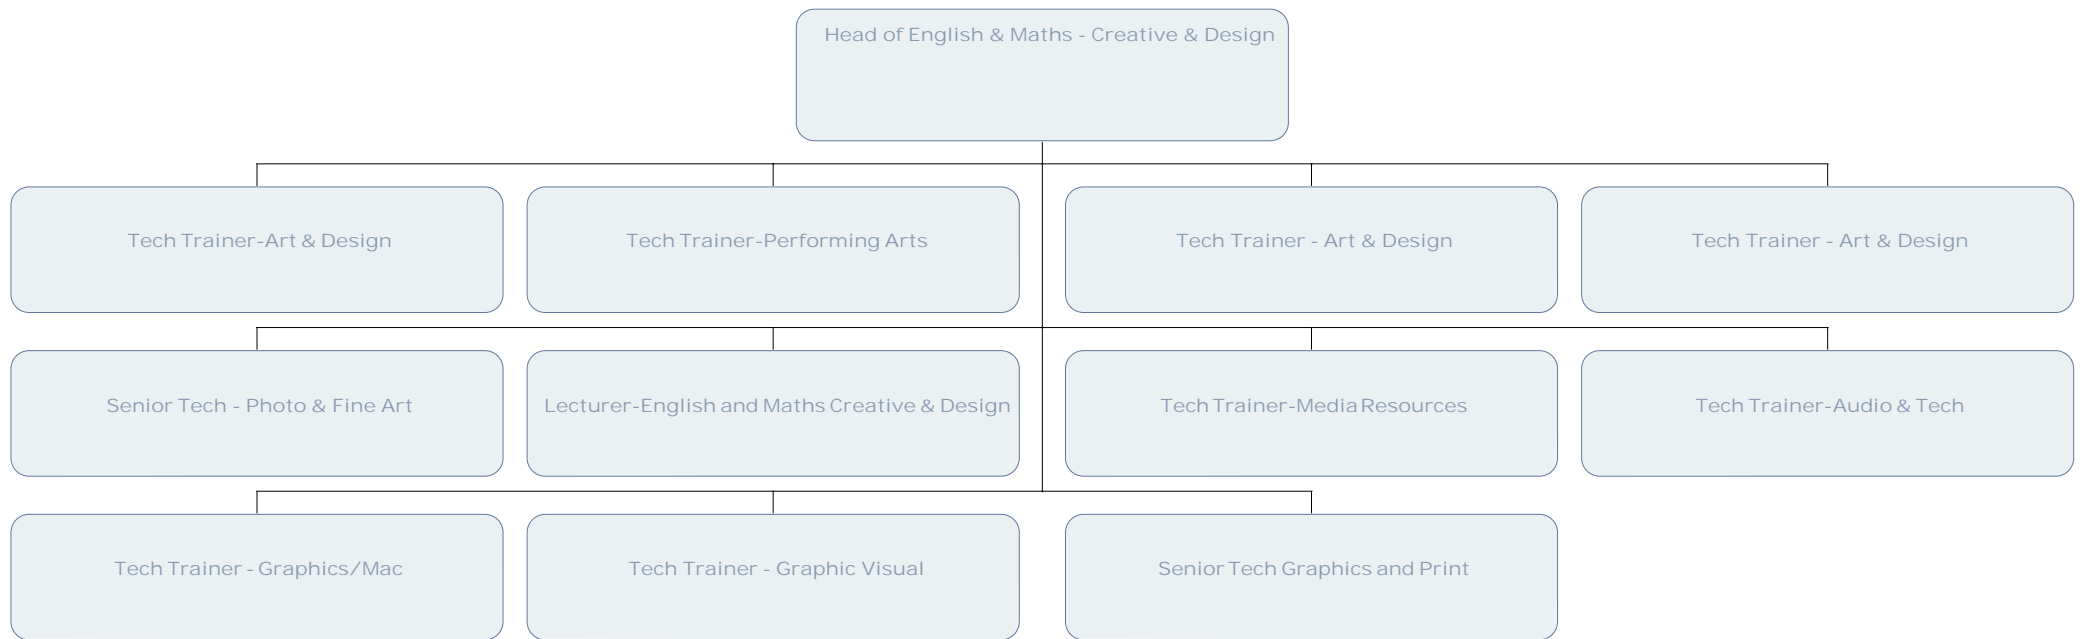 Head of English & Maths - Creative & Design
Tech Trainer-Art & Design
Tech Trainer-Performing Arts
Tech Trainer - Art & Design
Tech Trainer - Art & Design
Senior Tech - Photo & Fine Art
Lecturer-English and Maths Creative & Design
Tech Trainer-Media Resources
Tech Trainer-Audio & Tech
Tech Trainer - Graphics/Mac
Tech Trainer - Graphic Visual
Senior Tech Graphics and Print